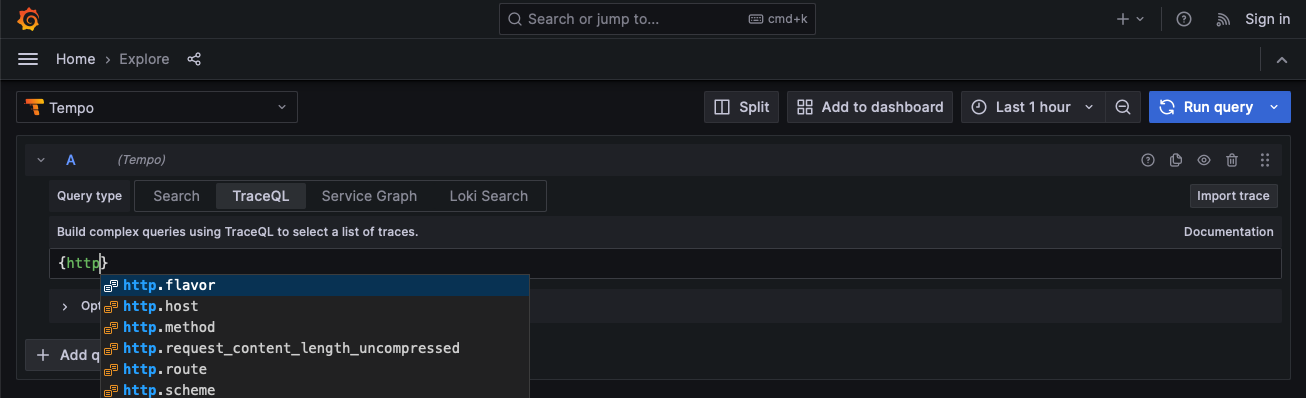 Search or jump to... cmd+k Sign in
Home › Explore
Tempo Split Add to dashboard Last 1 hour Run query
A (Tempo)
Query type Search TraceQL Service Graph Loki Search Import trace
Build complex queries using TraceQL to select a list of traces. Documentation
{http}
http.flavor
http.host
http.method
http.request_content_length_uncompressed
http.route
http.scheme
Opt
+ Add q